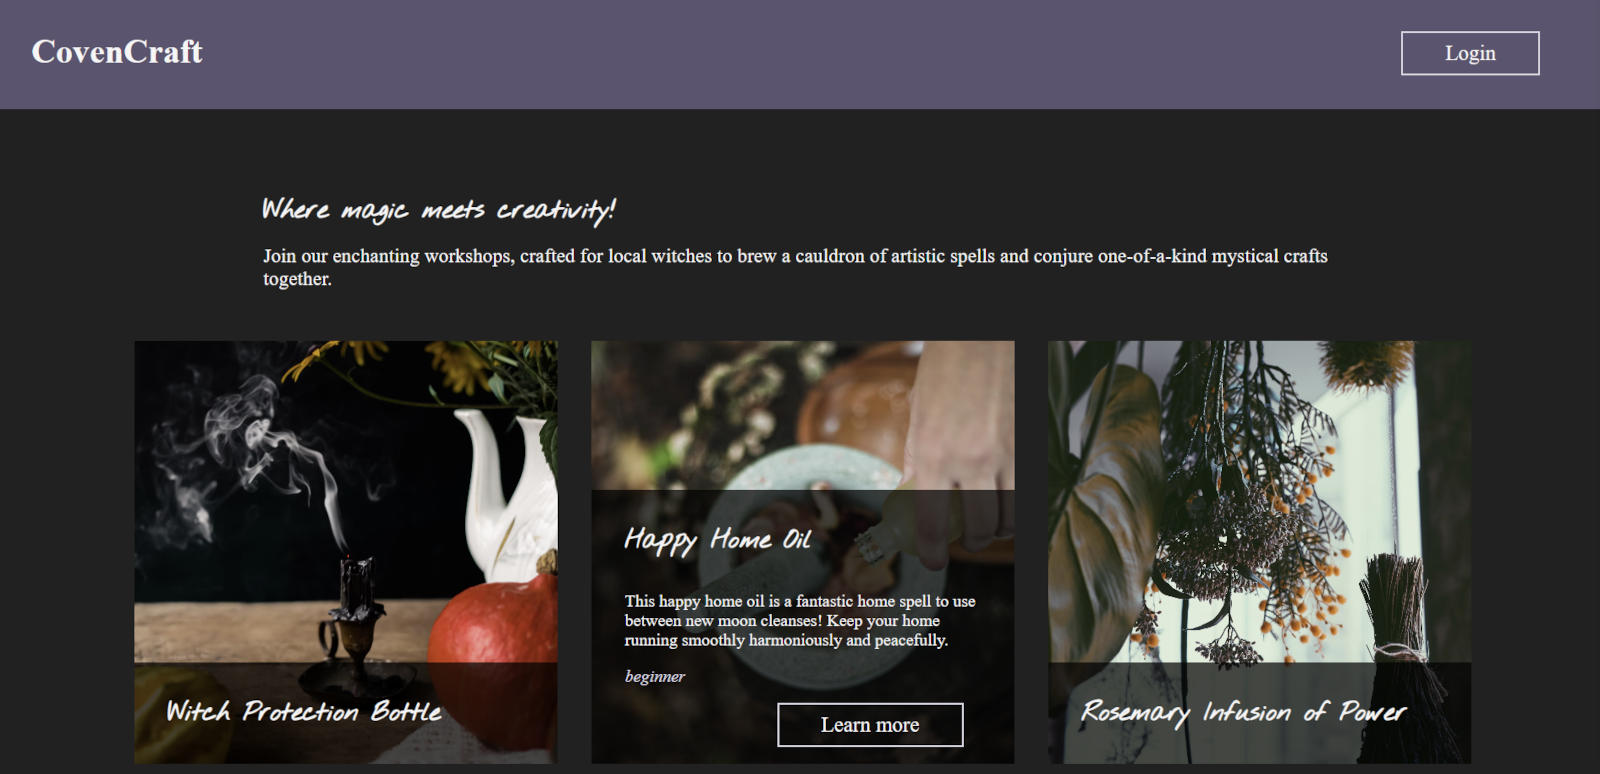 CovenCraft
Login
Where magic meets creativity!
Join our enchanting workshops, crafted for local witches to brew a cauldron of artistic spells and conjure one-of-a-kind mystical crafts
together.
Witch Protection Bottle
Happy Home Oil
This happy home oil is a fantastic home spell to use
between new moon cleanses! Keep your home
running smoothly harmoniously and peacefully.
beginner
Learn more
Rosemary Infusion of Power